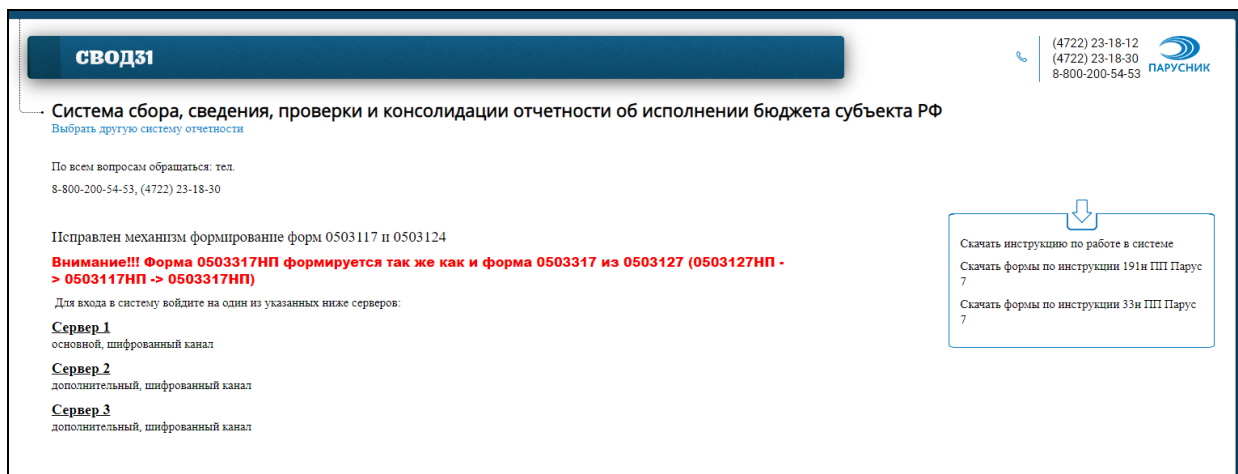 СВОД31
(4722) 23-18-12
(4722) 23-18-30
8-800-200-54-53
ПАРУСНИК
Система сбора, сведения, проверки и консолидации отчетности об исполнении бюджета субъекта РФ
Выбрать другую систему отчетности
По всем вопросам обращаться: тел.
8-800-200-54-53, (4722) 23-18-30
Исправлен механизм формирование форм 0503117 и 0503124
Внимание!!! Форма 0503317НП формируется так же как и форма 0503317 из 0503127 (0503127НП -
> 0503117НП -> 0503317НП)
Для входа в систему войдите на один из указанных ниже серверов:
Сервер 1
основной, шифрованный канал
Сервер 2
дополнительный, шифрованный канал
Сервер 3
дополнительный, шифрованный канал
Скачать инструкцию по работе в системе
Скачать формы по инструкции 191н ПП Парус
7
Скачать формы по инструкции 33н ПП Парус
7